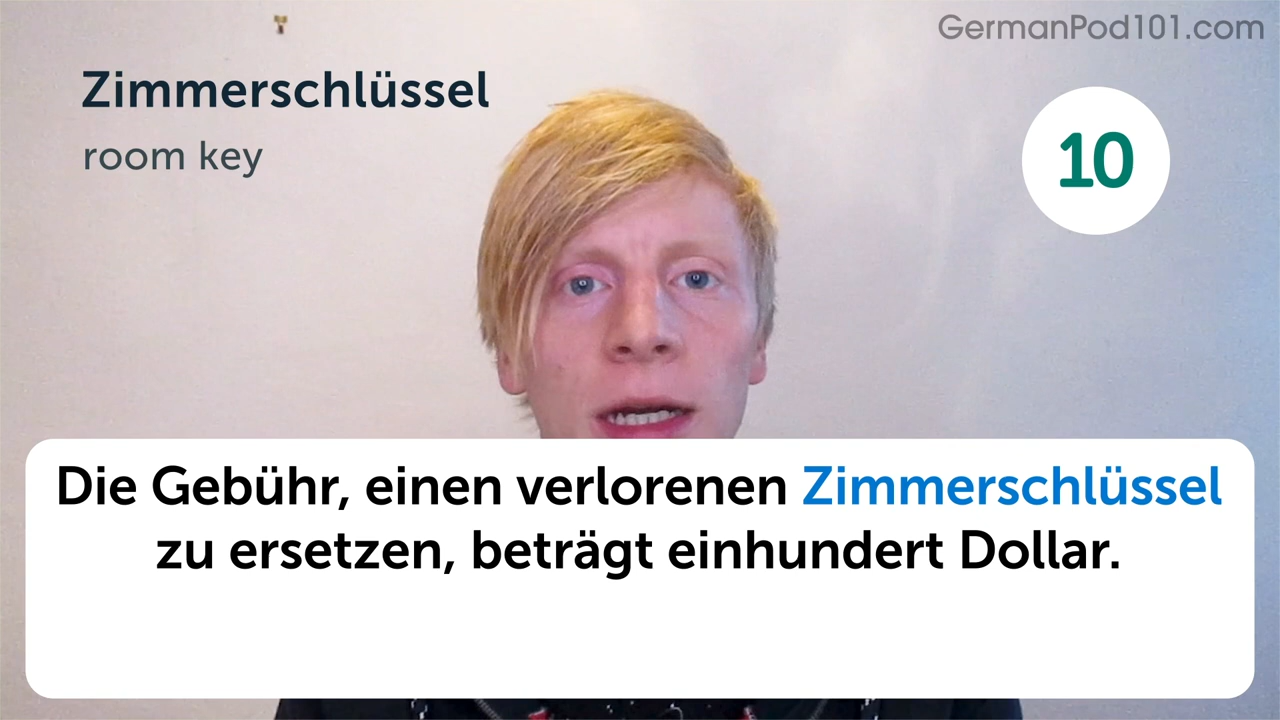 GermanPod101.com
Zimmerschlüssel
room key
10
Die Gebühr, einen verlorenen Zimmerschlüssel
zu ersetzen, beträgt einhundert Dollar.